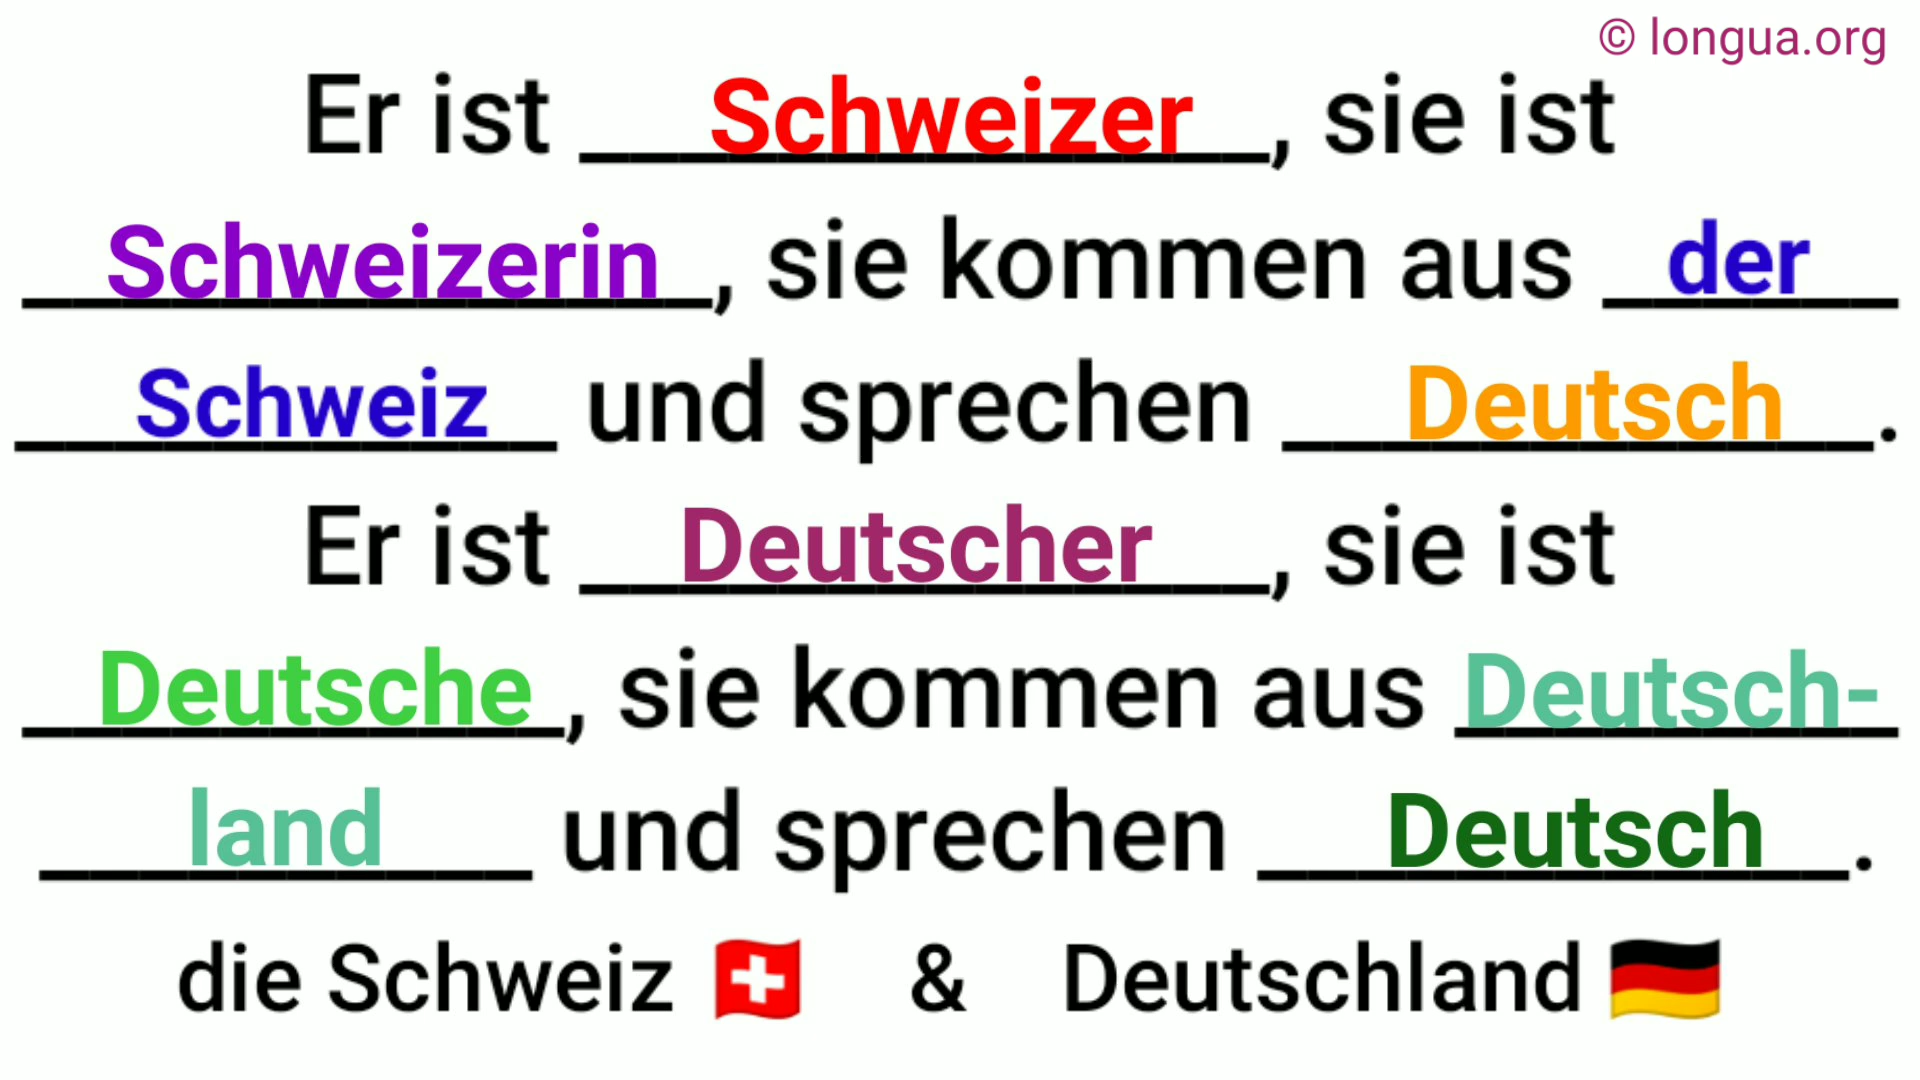 © longua.org
Er ist Schweizer, sie ist
Schweizerin, sie kommen aus der
Schweiz und sprechen Deutsch.
Er ist Deutscher, sie ist
Deutsche, sie kommen aus Deutsch-
land und sprechen Deutsch.
die Schweiz & Deutschland